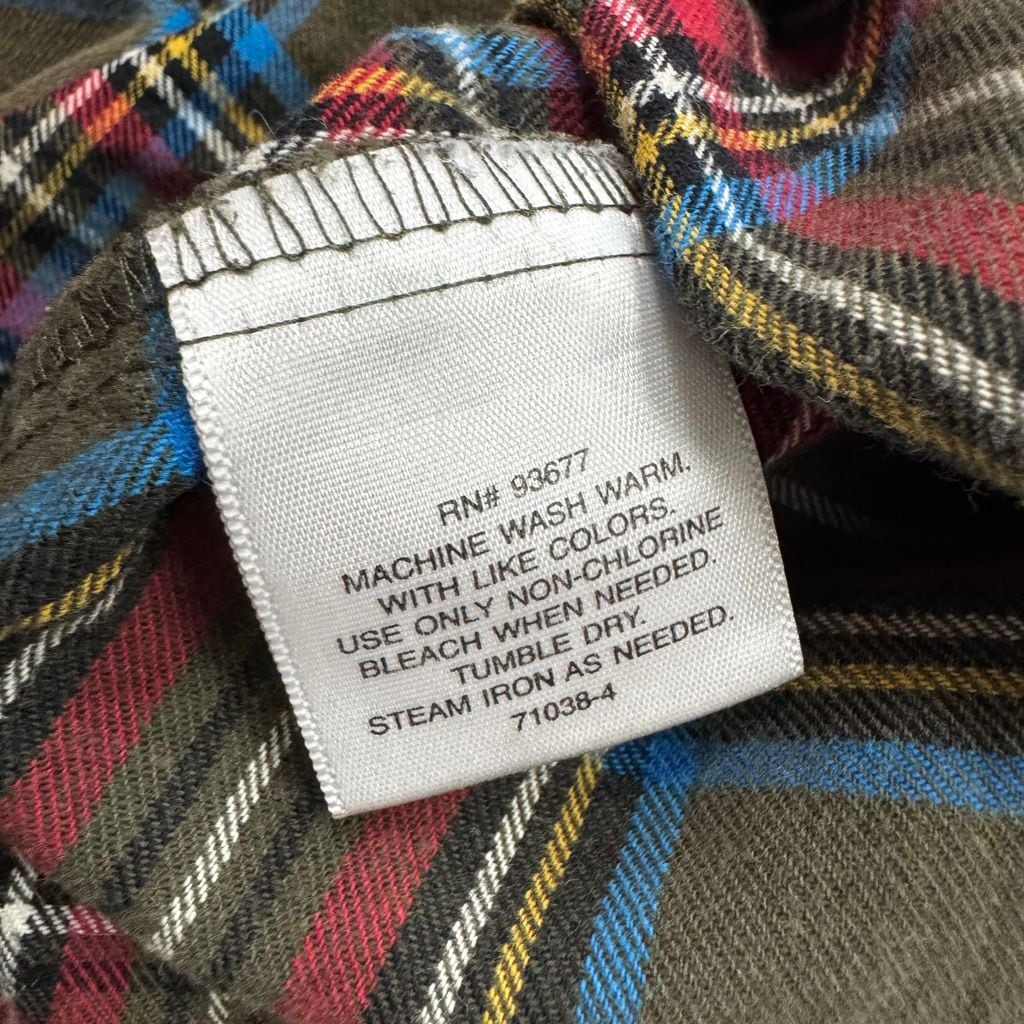 RN# 93677
MACHINE WASH WARM.
WITH LIKE COLORS.
USE ONLY NON-CHLORINE
BLEACH WHEN NEEDED.
TUMBLE DRY.
STEAM IRON AS NEEDED.
71038-4